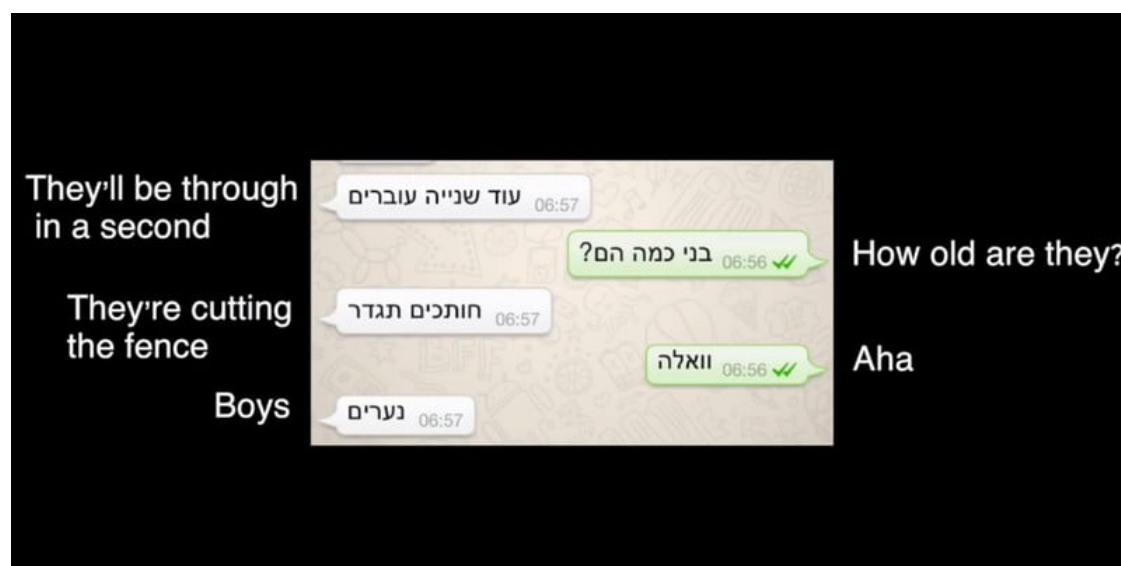 They'll be through
in a second
עוד שנייה עוברים 06:57
בני כמה הם? 06:56
How old are they?
They're cutting
the fence
חותכים תגדר 06:57
וואלה 06:56
Aha
Boys
נערים 06:57